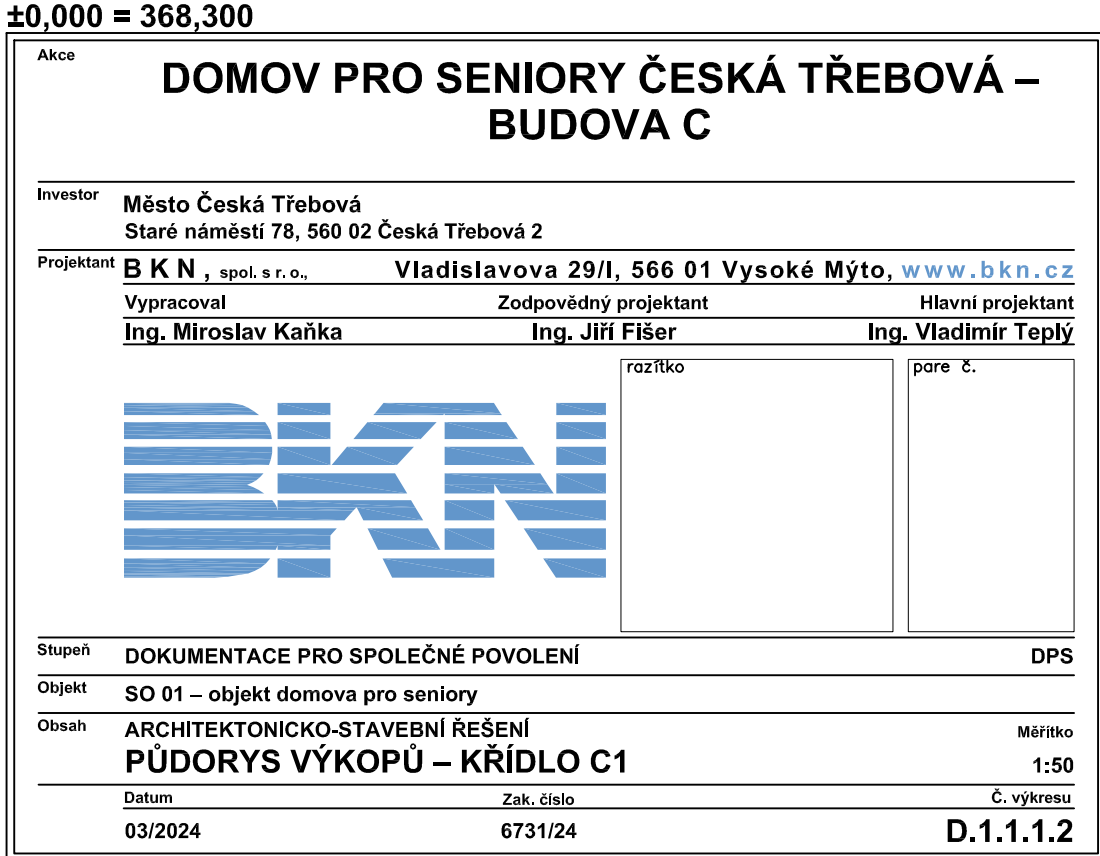 ±0,000 = 368,300
Akce
DOMOV PRO SENIORY ČESKÁ TŘEBOVÁ –
BUDOVA C
Investor
Město Česká Třebová
Staré náměstí 78, 560 02 Česká Třebová 2
Projektant BKN, spol. s r. o., Vladislavova 29/I, 566 01 Vysoké Mýto, www.bkn.cz
Vypracoval Zodpovědný projektant Hlavní projektant
Ing. Miroslav Kaňka Ing. Jiří Fišer Ing. Vladimír Teplý
razítko pare č.
BKN
Stupeň DOKUMENTACE PRO SPOLEČNÉ POVOLENÍ DPS
Objekt SO 01 – objekt domova pro seniory
Obsah ARCHITEKTONICKO-STAVEBNÍ ŘEŠENÍ Měřítko
PŮDORYS VÝKOPŮ – KŘÍDLO C1 1:50
Datum Zak. číslo Č. výkresu
03/2024 6731/24 D.1.1.1.2